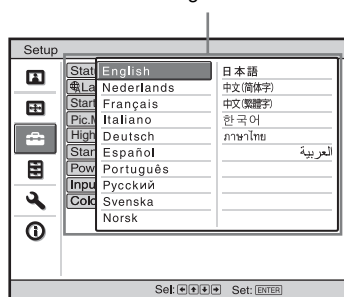 Setup
Stat
La
Start
Pic.M
High
Star
Pow
Inpu
Colo
English
Nederlands
Français
Italiano
Deutsch
Español
Português
Русский
Svenska
Norsk
日本語
中文(简体字)
中文(繁體字)
한국어
ภาษาไทย
العربية
Sel: Set: ENTER